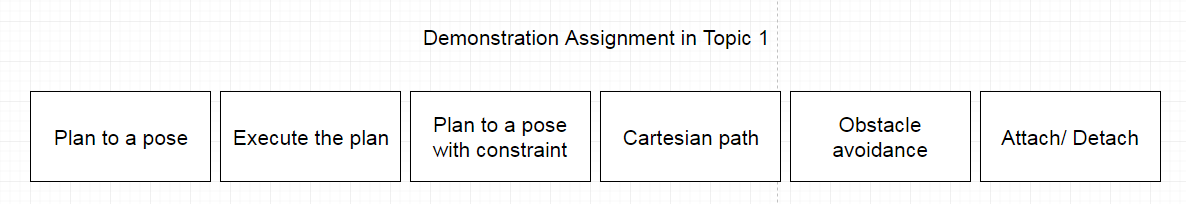 Demonstration Assignment in Topic 1
Plan to a pose
Execute the plan
Plan to a pose
with constraint
Cartesian path
Obstacle
avoidance
Attach/ Detach